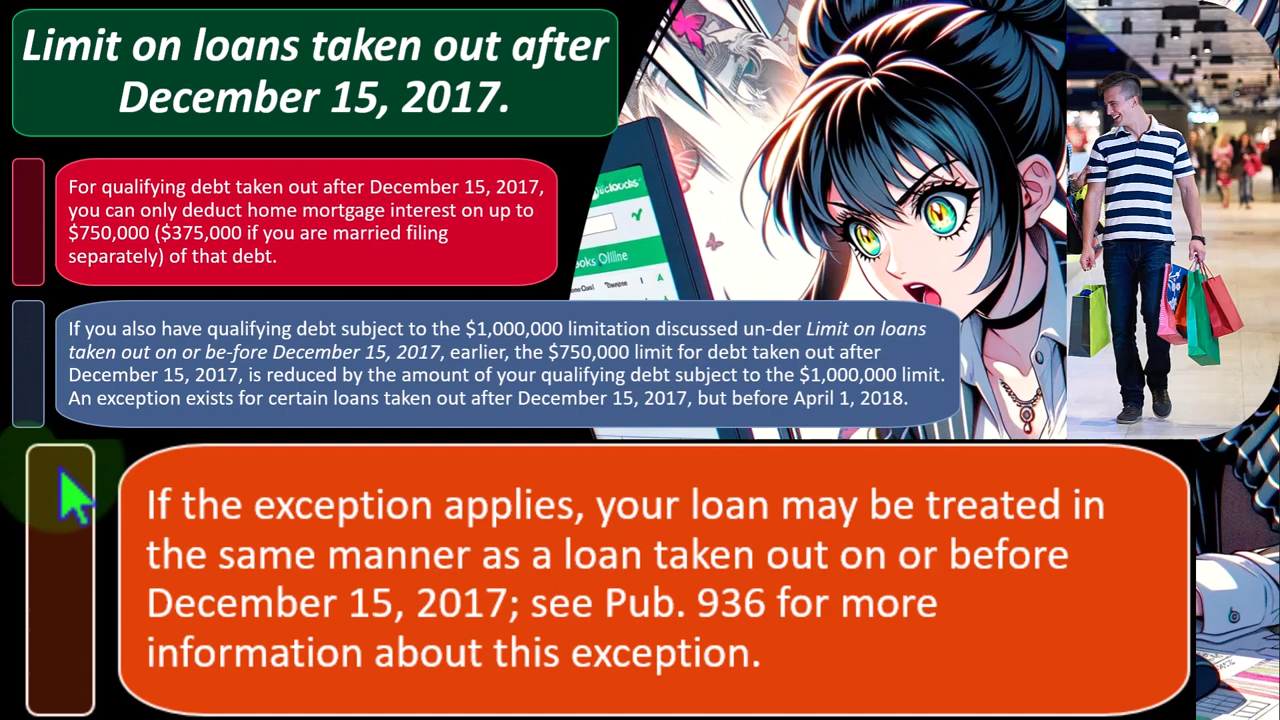 Limit on loans taken out after
December 15, 2017.
For qualifying debt taken out after December 15, 2017,
you can only deduct home mortgage interest on up to
$750,000 ($375,000 if you are married filing
separately) of that debt.
If you also have qualifying debt subject to the $1,000,000 limitation discussed un-der Limit on loans
taken out on or be-fore December 15, 2017, earlier, the $750,000 limit for debt taken out after
December 15, 2017, is reduced by the amount of your qualifying debt subject to the $1,000,000 limit.
An exception exists for certain loans taken out after December 15, 2017, but before April 1, 2018.
If the exception applies, your loan may be treated in
the same manner as a loan taken out on or before
December 15, 2017; see Pub. 936 for more
information about this exception.